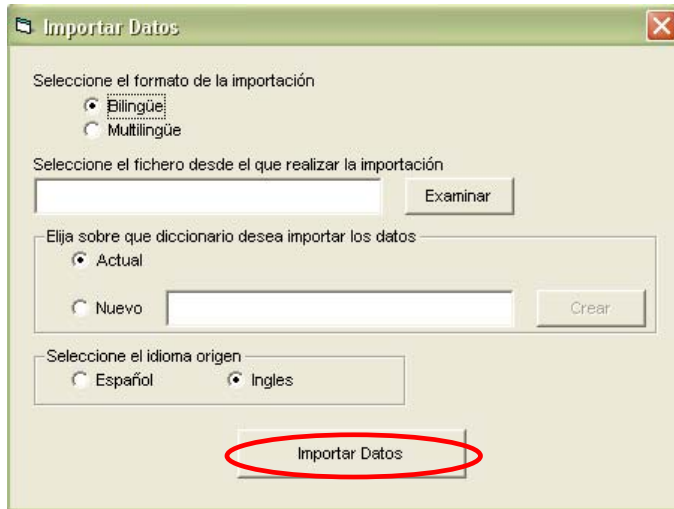 Importar Datos
Seleccione el formato de la importación
Bilingüe
Multilingüe
Seleccione el fichero desde el que realizar la importación
Examinar
Elija sobre que diccionario desea importar los datos
Actual
Nuevo
Crear
Seleccione el idioma origen
Español Ingles
Importar Datos